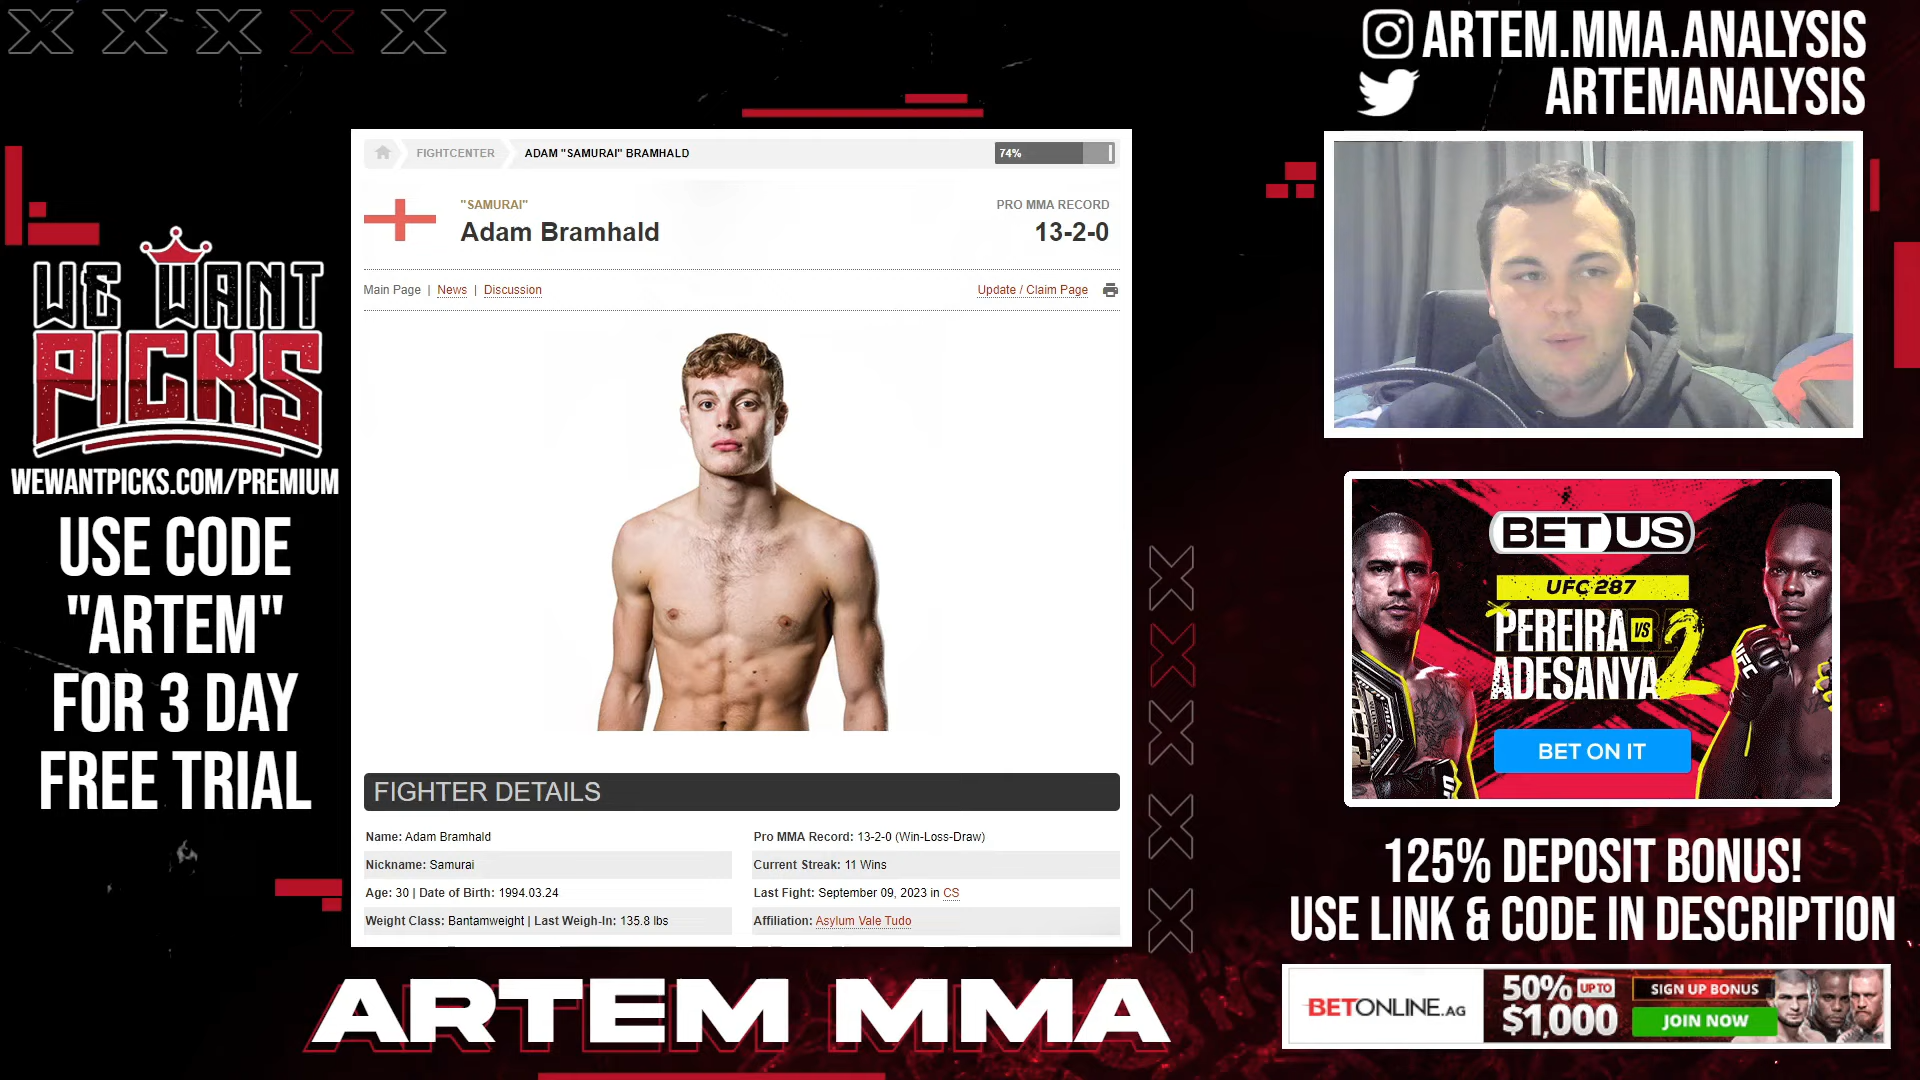 ARTEM.MMA.ANALYSIS
ARTEMANALYSIS
FIGHTCENTER
ADAM "SAMURAI" BRAMHALD
74%
"SAMURAI"
Adam Bramhald
PRO MMA RECORD
13-2-0
Main Page | News | Discussion
Update / Claim Page
FIGHTER DETAILS
Name: Adam Bramhald
Pro MMA Record: 13-2-0 (Win-Loss-Draw)
Nickname: Samurai
Current Streak: 11 Wins
Age: 30 | Date of Birth: 1994.03.24
Last Fight: September 09, 2023 in CS
Weight Class: Bantamweight | Last Weigh-In: 135.8 lbs
Affiliation: Asylum Vale Tudo
WE WANT
PICKS
WEWANTPICKS.COM/PREMIUM
USE CODE
"ARTEM"
FOR 3 DAY
FREE TRIAL
BETUS
UFC 287
PEREIRA VS
ADESANYA 2
UFC
BET ON IT
125% DEPOSIT BONUS!
USE LINK & CODE IN DESCRIPTION
BETONLINE.AG
50% UP TO
$1,000
SIGN UP BONUS
JOIN NOW
ARTEM MMA